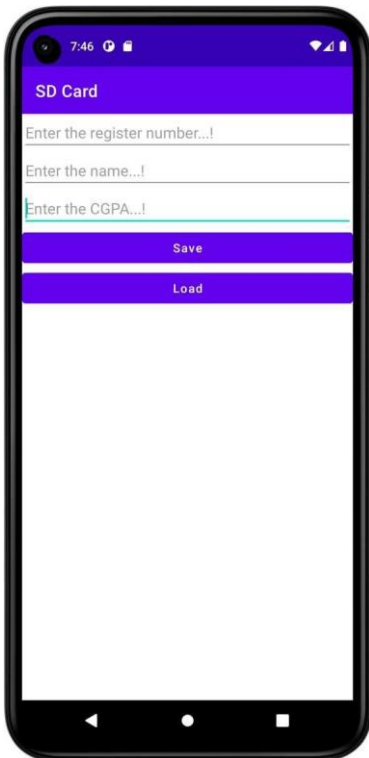 7:46
SD Card
Enter the register number...!
Enter the name...!
Enter the CGPA...!
Save
Load